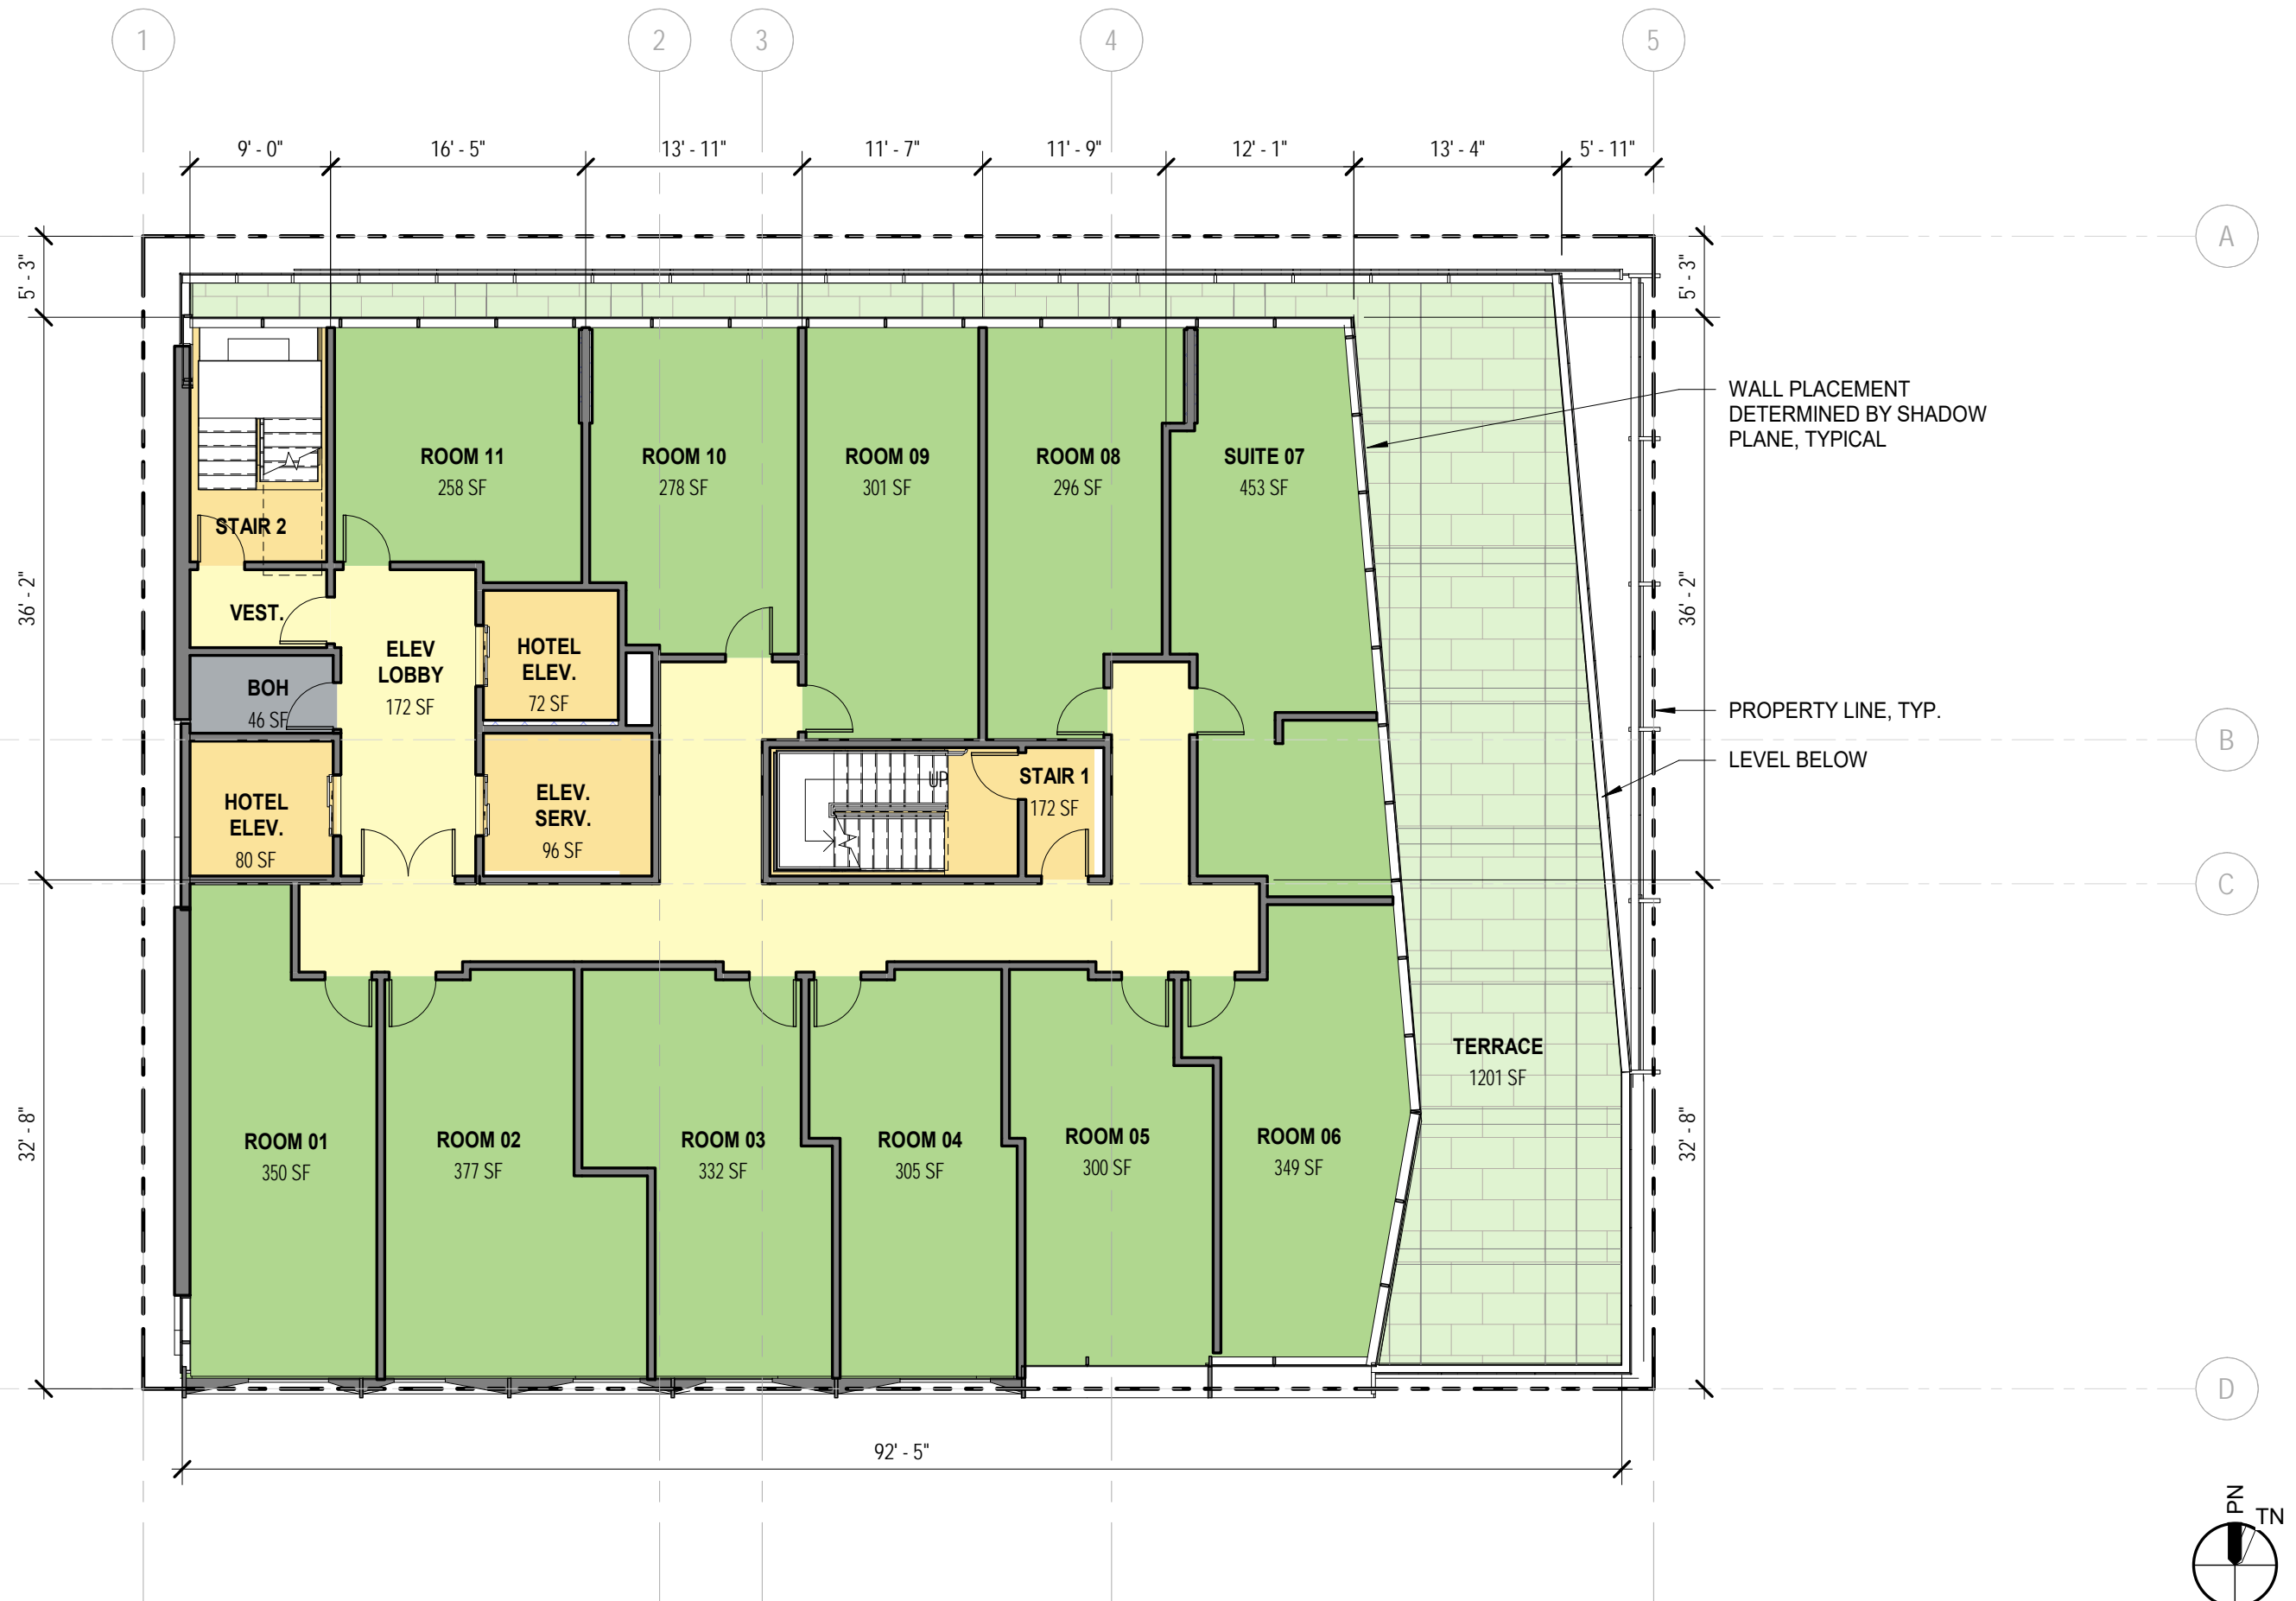 1
2
3
4
5
9' - 0"
16' - 5"
13' - 11"
11' - 7"
11' - 9"
12' - 1"
13' - 4"
5' - 11"
A
5' - 3"
5' - 3"
WALL PLACEMENT
DETERMINED BY SHADOW
PLANE, TYPICAL
ROOM 11
258 SF
ROOM 10
278 SF
ROOM 09
301 SF
ROOM 08
296 SF
SUITE 07
453 SF
STAIR 2
36' - 2"
36' - 2"
VEST.
ELEV
LOBBY
172 SF
HOTEL
ELEV.
72 SF
BOH
46 SF
PROPERTY LINE, TYP.
B
LEVEL BELOW
HOTEL
ELEV.
80 SF
ELEV.
SERV.
96 SF
UP
STAIR 1
172 SF
C
TERRACE
1201 SF
32' - 8"
32' - 8"
ROOM 01
350 SF
ROOM 02
377 SF
ROOM 03
332 SF
ROOM 04
305 SF
ROOM 05
300 SF
ROOM 06
349 SF
D
92' - 5"
PN
TN